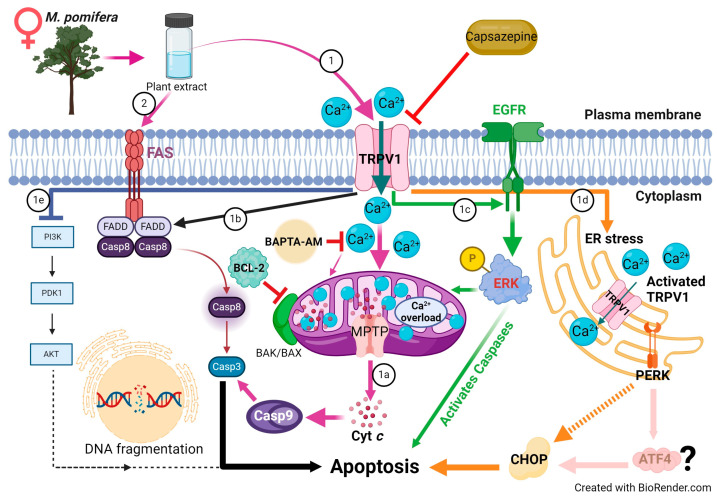 M. pomifera
Plant extract
1
2
Capsazepine
Ca2+
Ca2+
EGFR
Plasma membrane
FAS
TRPV1
Cytoplasm
1e
1b
1c
1d
Ca2+
FADD
FADD
Casp8
Casp8
BAPTA-AM
Ca2+
Ca2+
ER stress
PI3K
BCL-2
P
ERK
Ca2+
Activated
TRPV1
TRPV1
Ca2+
PDK1
Casp8
Ca2+
overload
MPTP
BAK/BAX
AKT
Casp3
1a
Activates Caspases
PERK
Casp9
Cyt c
DNA fragmentation
Apoptosis
CHOP
ATF4
?
Created with BioRender.com